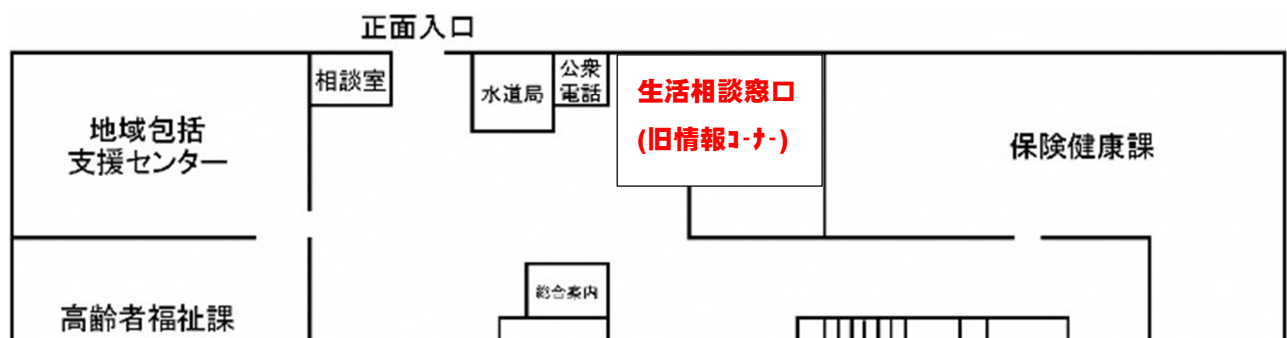 正面入口
相談室
水道局
公衆
電話
生活相談窓口
(旧情報ｺｰﾅｰ)
地域包括
支援センター
保険健康課
総合案内
高齢者福祉課